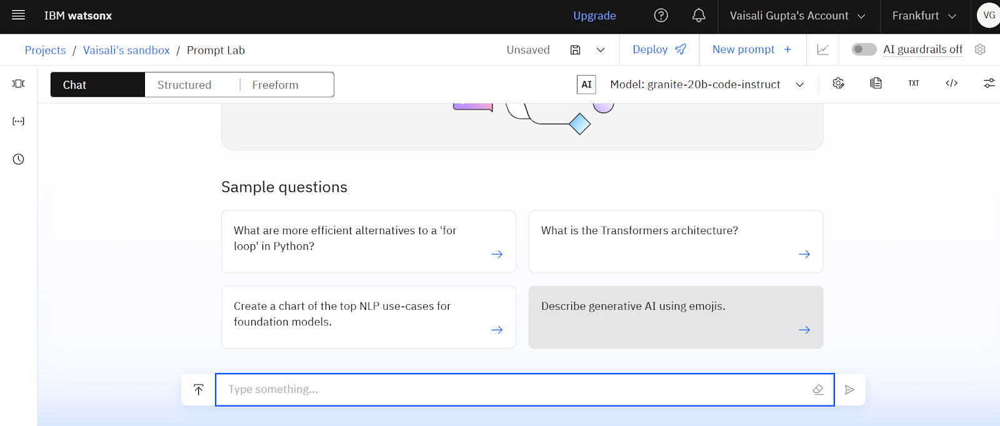 IBM watsonx
Upgrade
Vaisali Gupta's Account
Frankfurt
VG
Projects / Vaisali's sandbox / Prompt Lab
Unsaved
Deploy
New prompt +
AI guardrails off
Chat
Structured
Freeform
AI
Model: granite-20b-code-instruct
TXT
</>
Sample questions
What are more efficient alternatives to a 'for
loop' in Python?
What is the Transformers architecture?
Create a chart of the top NLP use-cases for
foundation models.
Describe generative AI using emojis.
Type something...